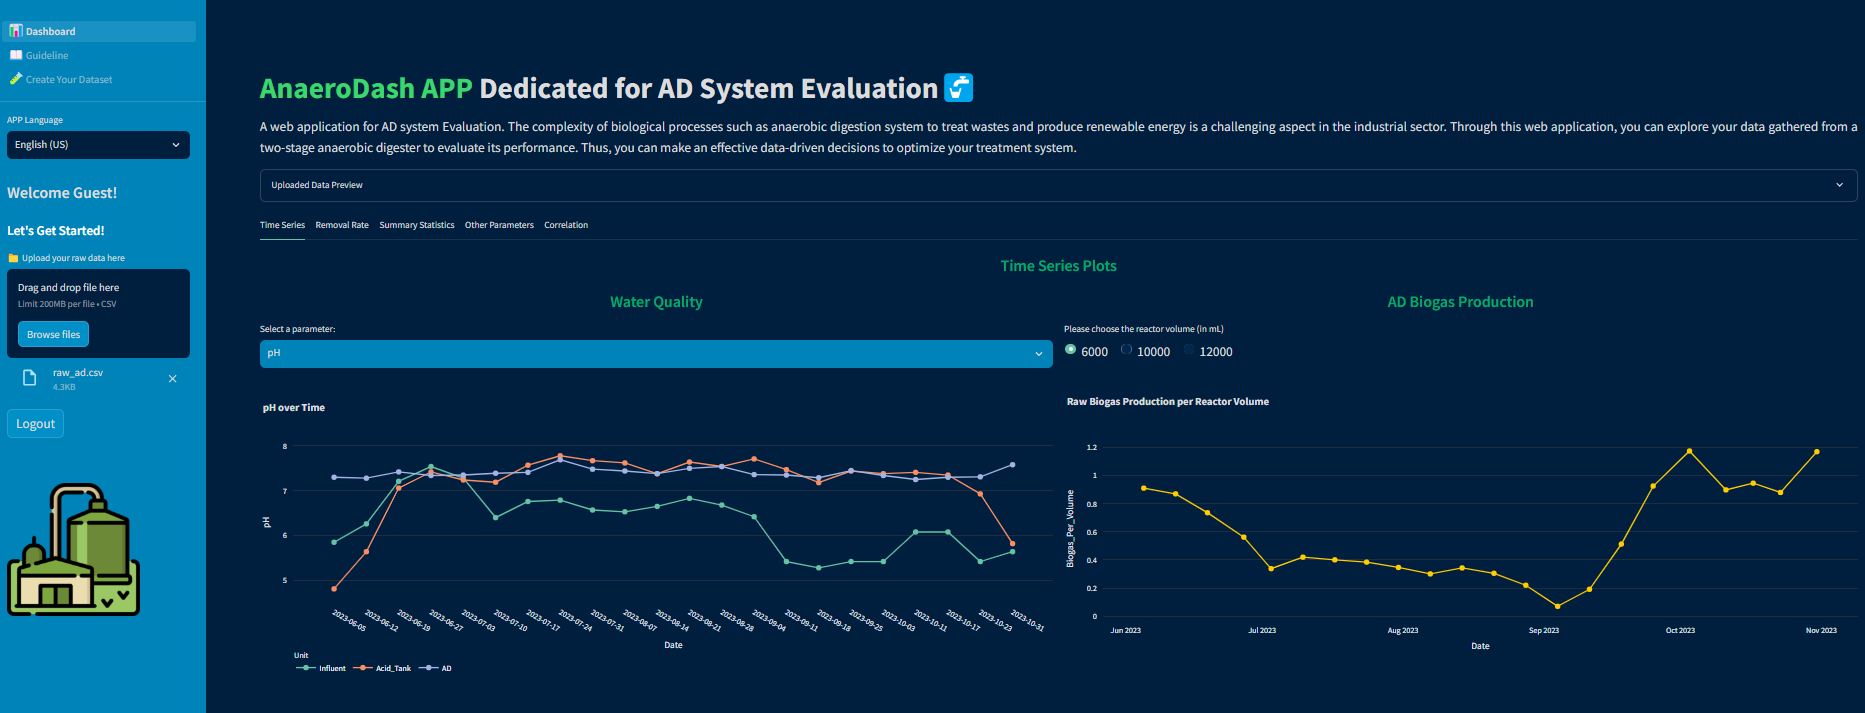 Dashboard
Guideline
Create Your Dataset
APP Language
English (US)
Welcome Guest!
Let's Get Started!
Upload your raw data here
Drag and drop file here
Limit 200MB per file • CSV
Browse files
raw_ad.csv
4.3KB
Logout
AnaeroDash APP Dedicated for AD System Evaluation
A web application for AD system Evaluation. The complexity of biological processes such as anaerobic digestion system to treat wastes and produce renewable energy is a challenging aspect in the industrial sector. Through this web application, you can explore your data gathered from a
two-stage anaerobic digester to evaluate its performance. Thus, you can make an effective data-driven decisions to optimize your treatment system.
Uploaded Data Preview
Time Series Removal Rate Summary Statistics Other Parameters Correlation
Time Series Plots
Water Quality
Select a parameter:
pH
pH over Time
8
7
6
5
pH
2023-06-05 2023-06-12 2023-06-19 2023-06-27 2023-07-03 2023-07-10 2023-07-17 2023-07-24 2023-07-31 2023-08-07 2023-08-14 2023-08-21 2023-08-28 2023-09-04 2023-09-11 2023-09-18 2023-09-25 2023-10-03 2023-10-11 2023-10-17 2023-10-23 2023-10-31
Date
Unit
Influent Acid_Tank AD
AD Biogas Production
Please choose the reactor volume (in mL)
6000 10000 12000
Raw Biogas Production per Reactor Volume
1.2
1
0.8
0.6
0.4
0.2
0
Biogas_Per_Volume
Jun 2023 Jul 2023 Aug 2023 Sep 2023 Oct 2023 Nov 2023
Date